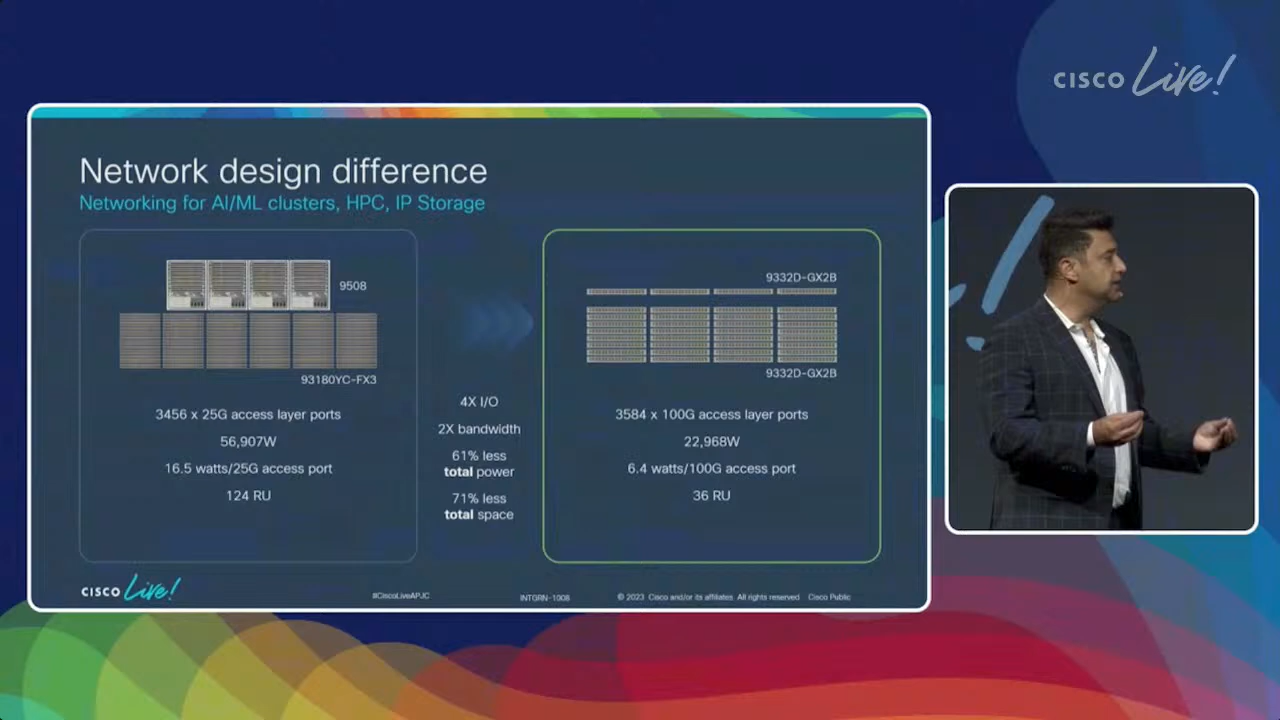 CISCO Live!
Network design difference
Networking for AI/ML clusters, HPC, IP Storage
9508
93180YC-FX3
3456 x 25G access layer ports
56,907W
16.5 watts/25G access port
124 RU
4X I/O
2X bandwidth
61% less
total power
71% less
total space
9332D-GX2B
9332D-GX2B
3584 x 100G access layer ports
22,968W
6.4 watts/100G access port
36 RU
CISCO Live!
#CiscoLiveAPJC
INTGRN-1008
© 2023 Cisco and/or its affiliates. All rights reserved. Cisco Public